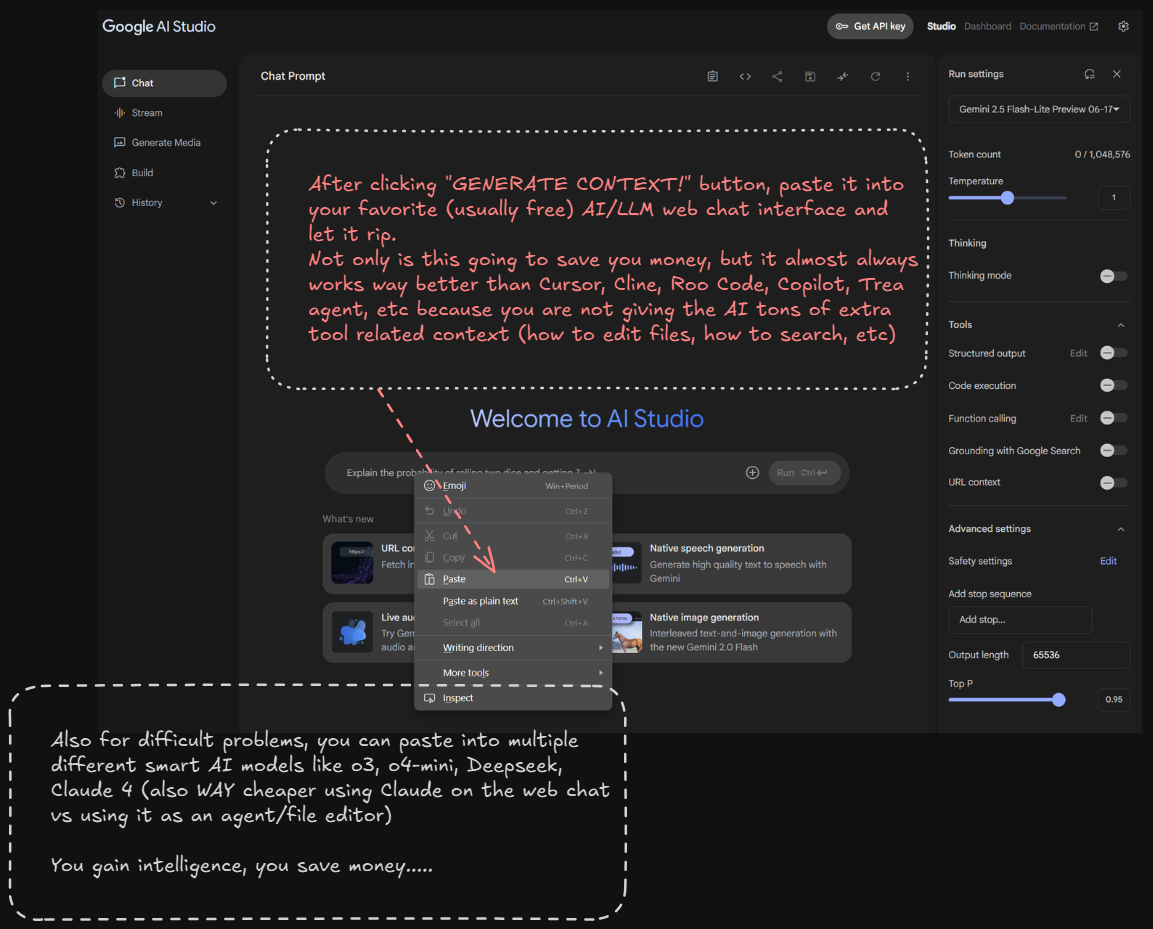 Google AI Studio
Get API key
Studio
Dashboard
Documentation
Chat
Stream
Generate Media
Build
History
Chat Prompt
After clicking "GENERATE CONTEXT!" button, paste it into
your favorite (usually free) AI/LLM web chat interface and
let it rip.
Not only is this going to save you money, but it almost always
works way better than Cursor, Cline, Roo Code, Copilot, Trea
agent, etc because you are not giving the AI tons of extra
tool related context (how to edit files, how to search, etc)
Welcome to AI Studio
Explain the probability of rolling two dice and getting 7
Run Ctrl
Emoji Win+Period
Undo Ctrl+Z
Cut Ctrl+X
Copy Ctrl+C
Paste Ctrl+V
Paste as plain text Ctrl+Shift+V
Select all Ctrl+A
Writing direction
More tools
Inspect
What's new
URL co
Fetch in
Native speech generation
Generate high quality text to speech with
Gemini
Live au
Try Gen
audio a
Native image generation
Interleaved text-and-image generation with
the new Gemini 2.0 Flash
Run settings
Gemini 2.5 Flash-Lite Preview 06-17
Token count 0 / 1,048,576
Temperature
1
Thinking
Thinking mode
Tools
Structured output Edit
Code execution
Function calling Edit
Grounding with Google Search
URL context
Advanced settings
Safety settings Edit
Add stop sequence
Add stop...
Output length 65536
Top P
0.95
Also for difficult problems, you can paste into multiple
different smart AI models like o3, o4-mini, Deepseek,
Claude 4 (also WAY cheaper using Claude on the web chat
vs using it as an agent/file editor)
You gain intelligence, you save money.....